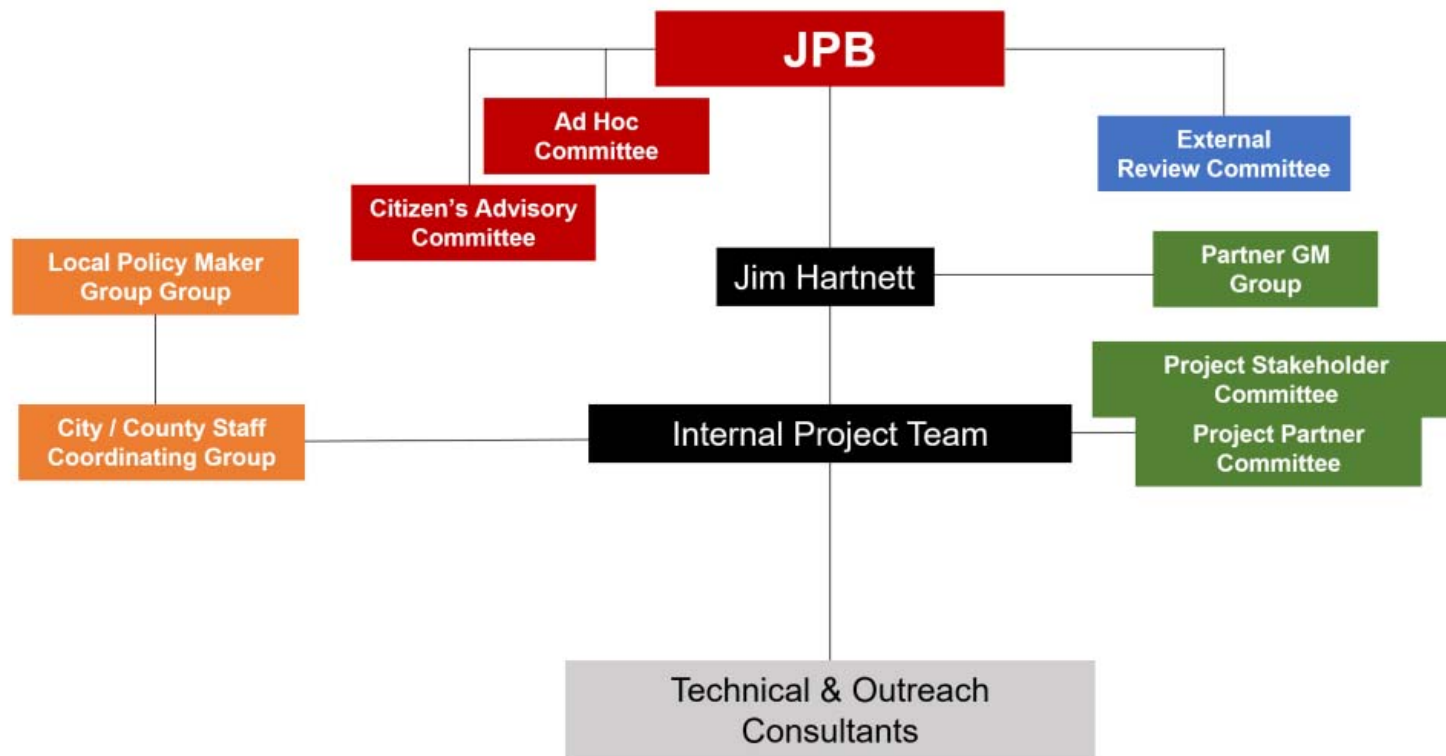 JPB
Ad Hoc
Committee
External
Review Committee
Citizen’s Advisory
Committee
Local Policy Maker
Group Group
Jim Hartnett
Partner GM
Group
Project Stakeholder
Committee
City / County Staff
Coordinating Group
Internal Project Team
Project Partner
Committee
Technical & Outreach
Consultants